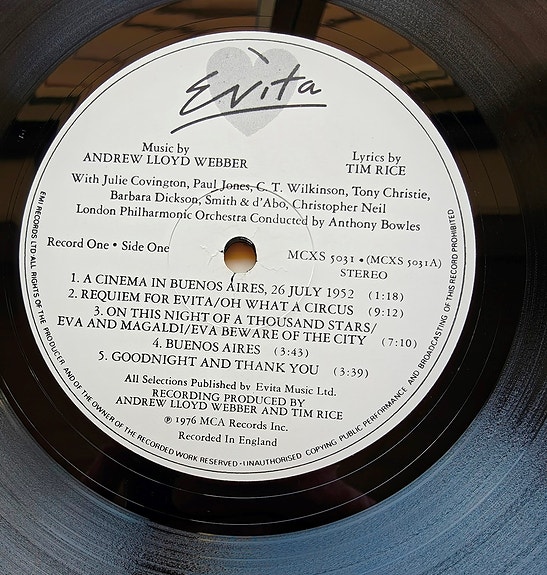 Evita
Music by
ANDREW LLOYD WEBBER
Lyrics by
TIM RICE
With Julie Covington, Paul Jones, C. T. Wilkinson, Tony Christie,
Barbara Dickson, Smith & d'Abo, Christopher Neil
London Philharmonic Orchestra Conducted by Anthony Bowles
Record One • Side One
MCXS 5031 • (MCXS 5031A)
STEREO
1. A CINEMA IN BUENOS AIRES, 26 JULY 1952 (1:18)
2. REQUIEM FOR EVITA/OH WHAT A CIRCUS (9:12)
3. ON THIS NIGHT OF A THOUSAND STARS/
EVA AND MAGALDI/EVA BEWARE OF THE CITY (7:10)
4. BUENOS AIRES (3:43)
5. GOODNIGHT AND THANK YOU (3:39)
All Selections Published by Evita Music Ltd.
RECORDING PRODUCED BY
ANDREW LLOYD WEBBER AND TIM RICE
℗ 1976 MCA Records Inc.
Recorded In England
EMI RECORDS LTD ALL RIGHTS OF THE PRODUCER AND OF THE OWNER OF THE RECORDED WORK RESERVED • UNAUTHORISED COPYING PUBLIC PERFORMANCE AND BROADCASTING OF THIS RECORD PROHIBITED